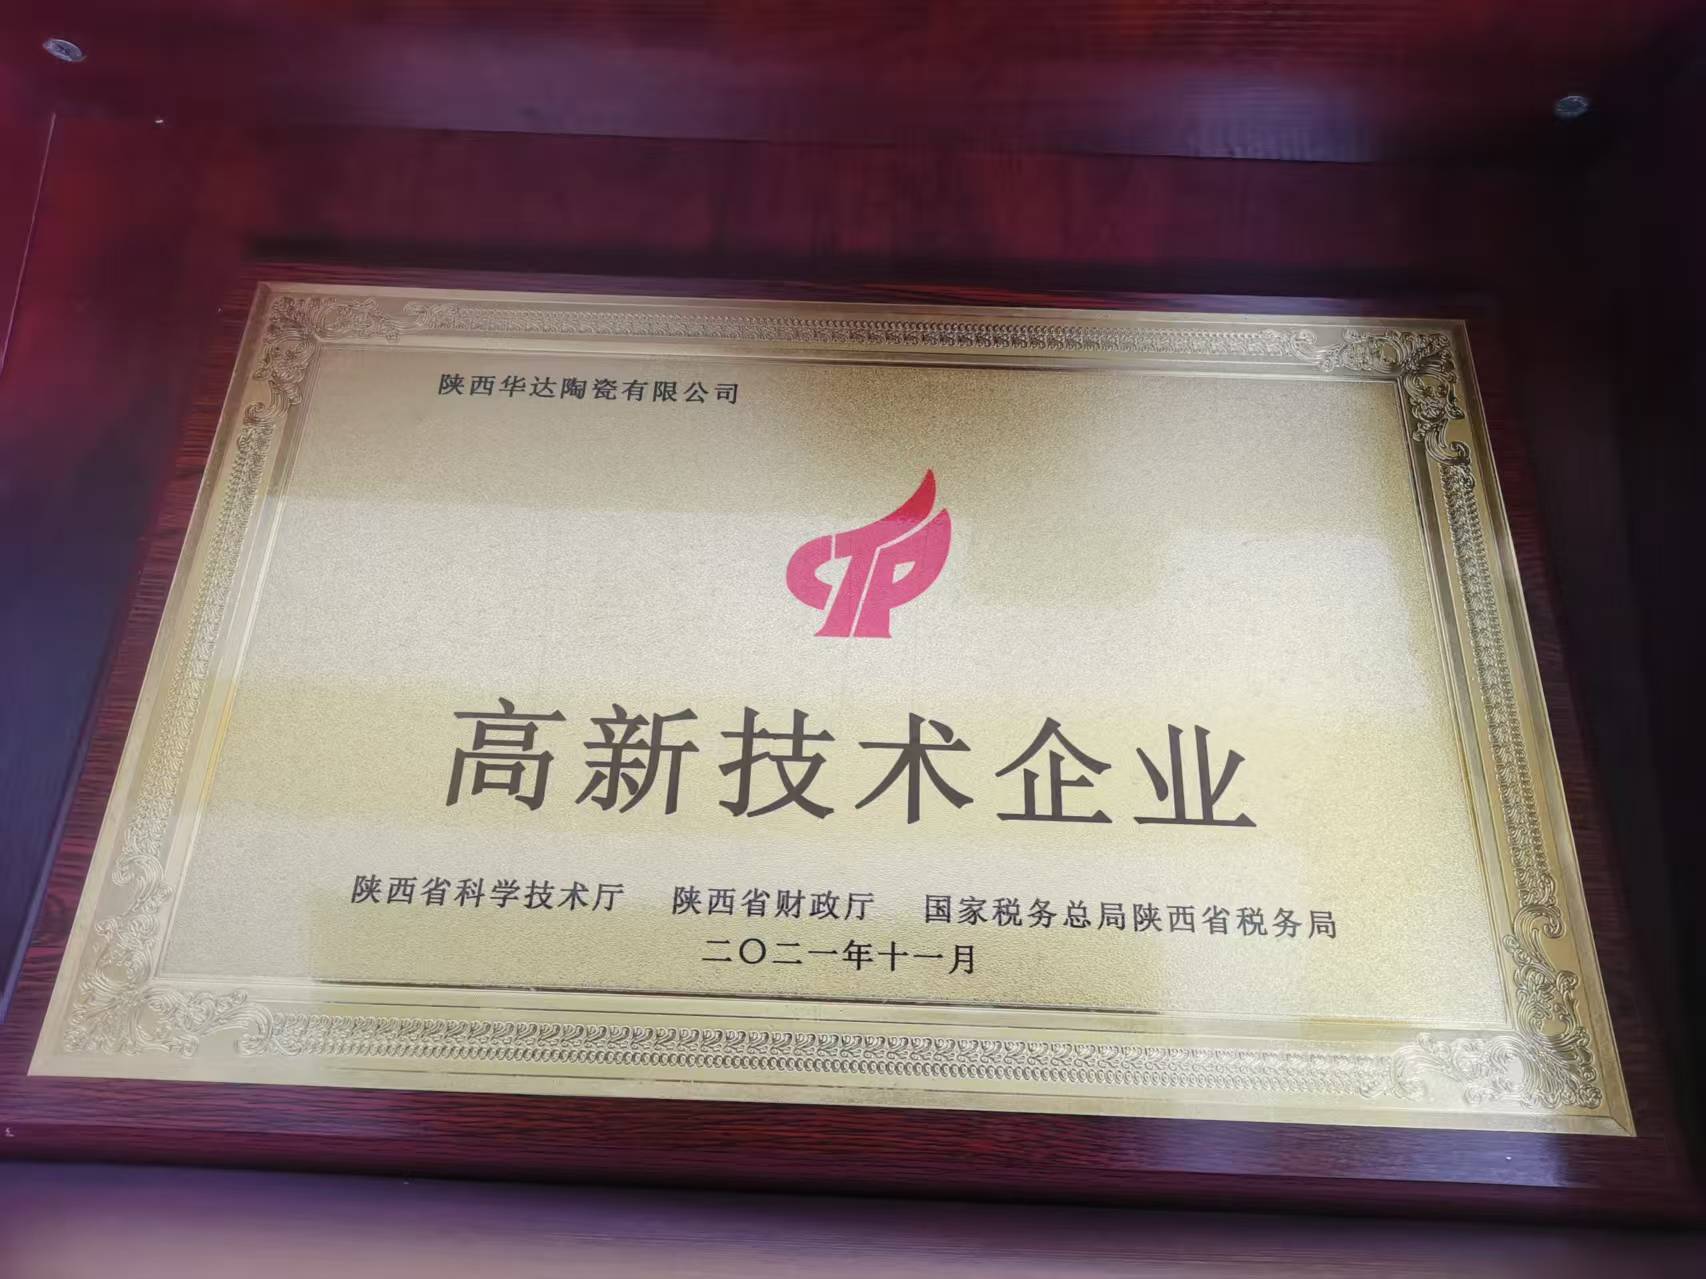 陕西华达陶瓷有限公司
CTP
高新技术企业
陕西省科学技术厅 陕西省财政厅 国家税务总局陕西省税务局
二〇二一年十一月